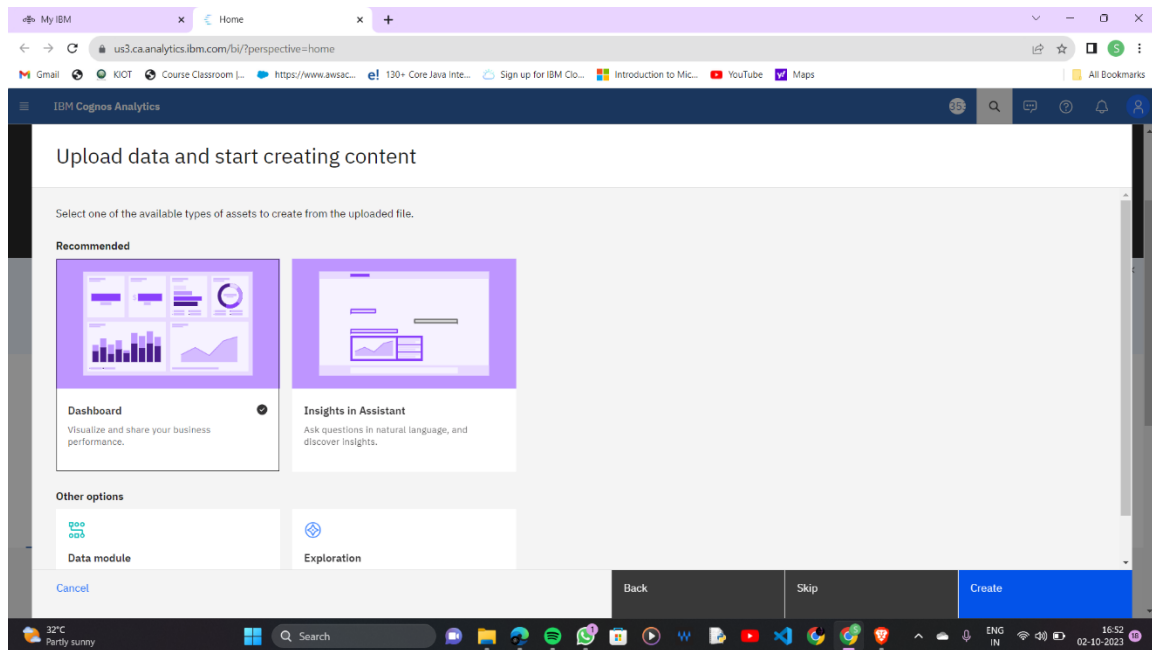 My IBM
Home
us3.ca.analytics.ibm.com/bi/?perspective=home
Gmail
KIOT
Course Classroom |...
https://www.awsac...
130+ Core Java Inte...
Sign up for IBM Clo...
Introduction to Mic...
YouTube
Maps
All Bookmarks
IBM Cognos Analytics
Upload data and start creating content
Select one of the available types of assets to create from the uploaded file.
Recommended
Dashboard
Visualize and share your business
performance.
Insights in Assistant
Ask questions in natural language, and
discover insights.
Other options
Data module
Exploration
Cancel
Back
Skip
Create
32°C
Partly sunny
Search
ENG
IN
16:52
02-10-2023